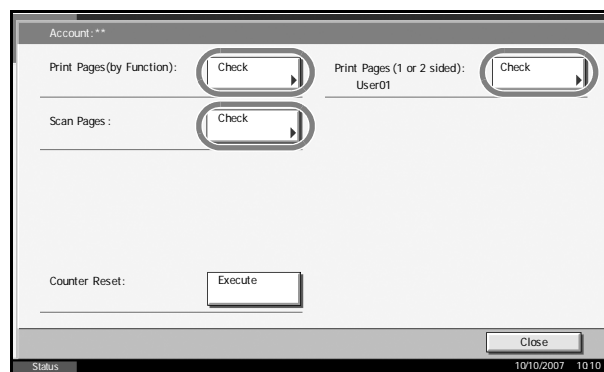 Account:**
Print Pages(by Function): Check
Print Pages (1 or 2 sided): Check
User01
Scan Pages : Check
Counter Reset: Execute
Close
Status 10/10/2007 10:10